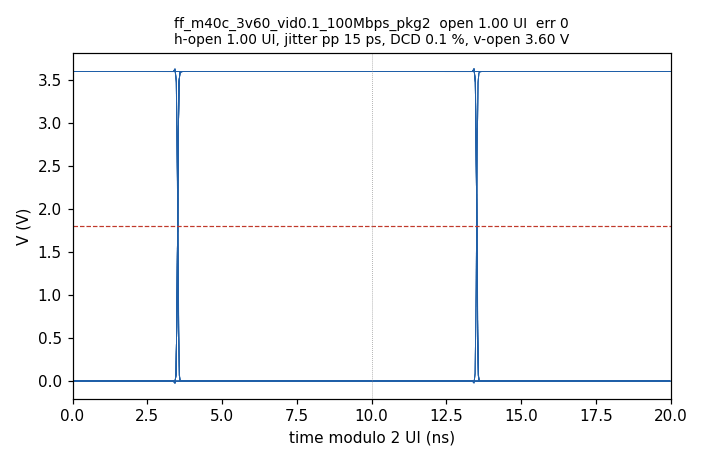 ff_m40c_3v60_vid0.1_100Mbps_pkg2 open 1.00 UI err 0
h-open 1.00 UI, jitter pp 15 ps, DCD 0.1 %, v-open 3.60 V
3.5
3.0
2.5
2.0
1.5
1.0
0.5
0.0
V (V)
0.0 2.5 5.0 7.5 10.0 12.5 15.0 17.5 20.0
time modulo 2 UI (ns)